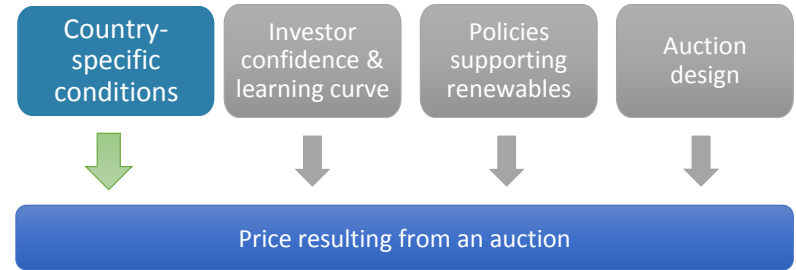 Country-
specific
conditions
Investor
confidence &
learning curve
Policies
supporting
renewables
Auction
design
Price resulting from an auction